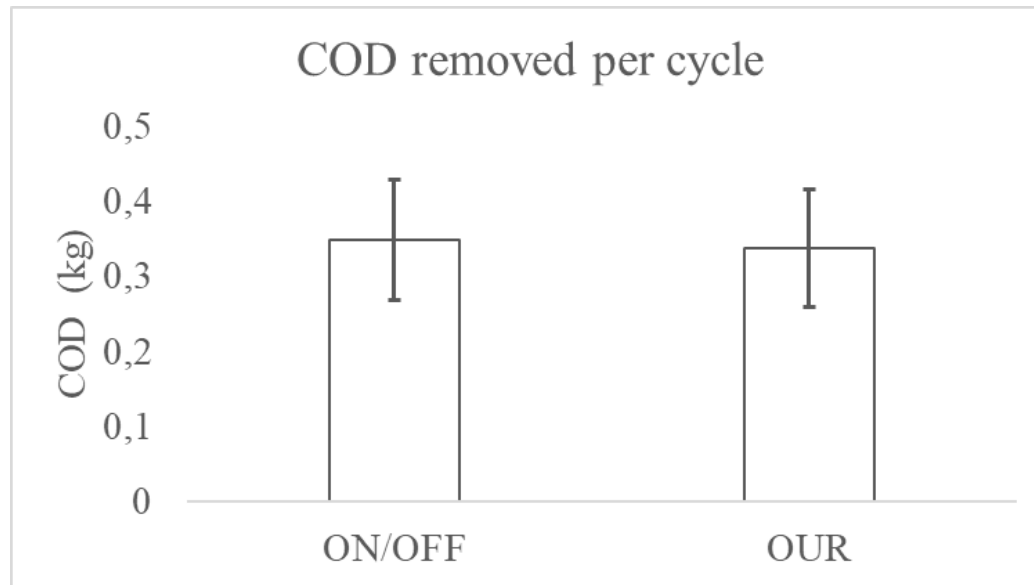 COD removed per cycle
0,5
0,4
0,3
0,2
0,1
0
COD (kg)
ON/OFF
OUR